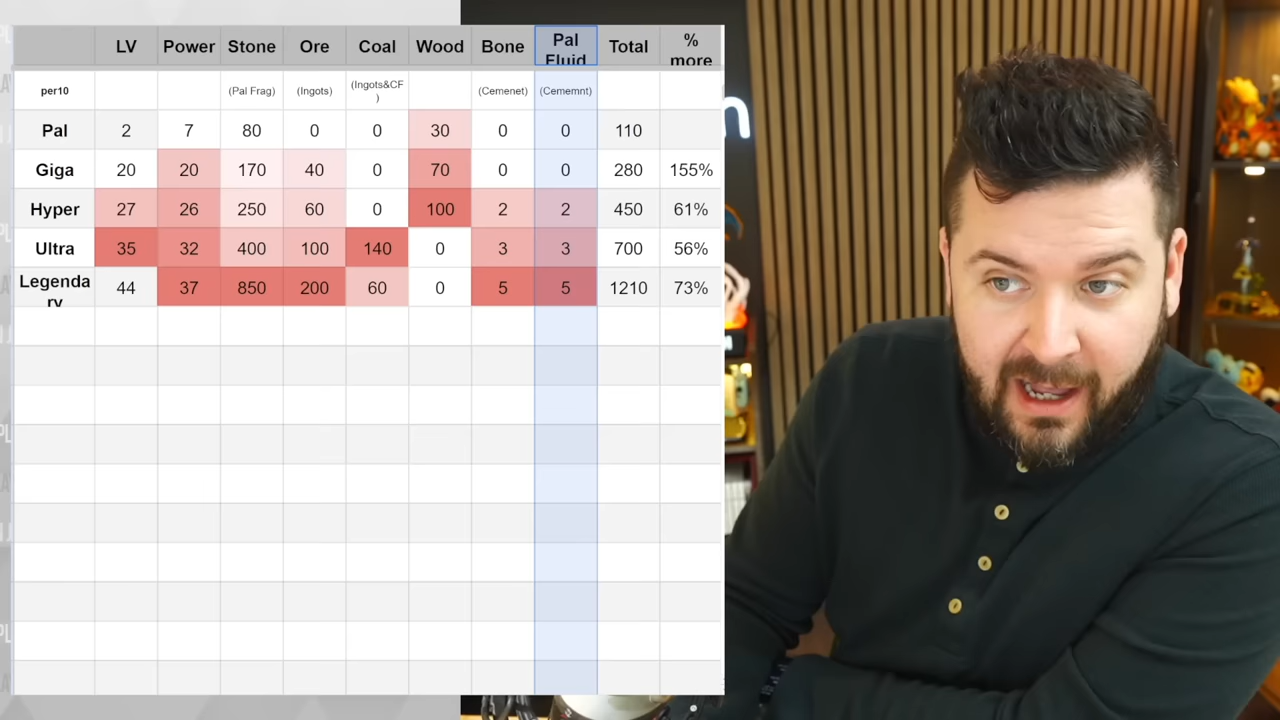 LV Power Stone Ore Coal Wood Bone Pal Fluid Total % more
per10 (Pal Frag) (Ingots) (Ingots&CF) (Cemenet) (Cememnt)
Pal 2 7 80 0 0 30 0 0 110
Giga 20 20 170 40 0 70 0 0 280 155%
Hyper 27 26 250 60 0 100 2 2 450 61%
Ultra 35 32 400 100 140 0 3 3 700 56%
Legendary 44 37 850 200 60 0 5 5 1210 73%